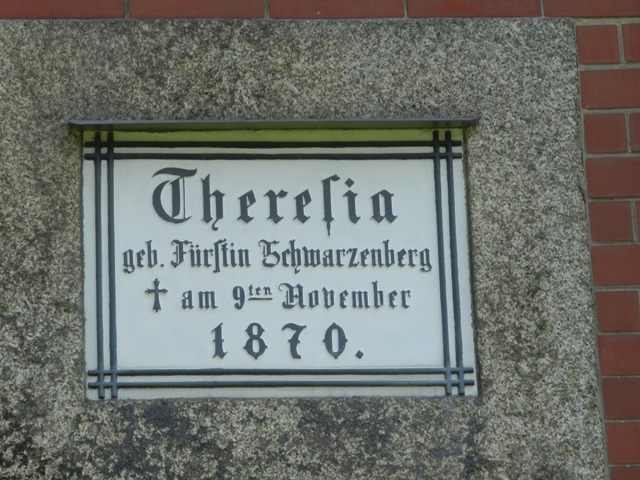 Thereſia
geb. Fürſtin Schwarzenberg
† am 9ten November
1870.